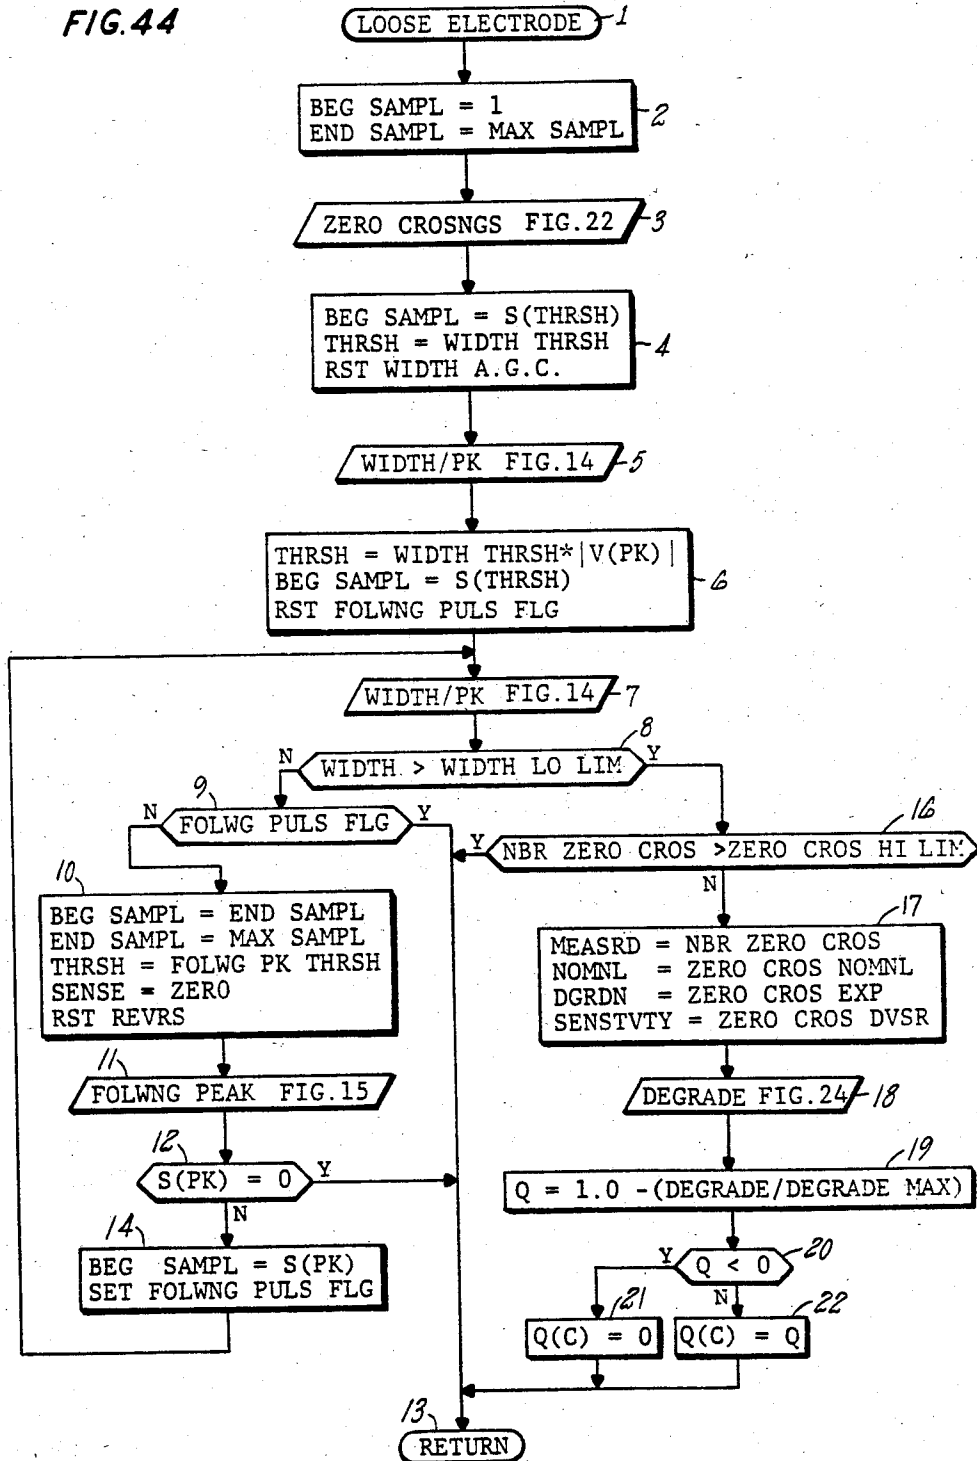 FIG.44
LOOSE ELECTRODE
1
BEG SAMPL = 1
END SAMPL = MAX SAMPL
2
ZERO CROSNGS FIG.22
3
BEG SAMPL = S(THRSH)
THRSH = WIDTH THRSH
RST WIDTH A.G.C.
4
WIDTH/PK FIG.14
5
THRSH = WIDTH THRSH*|V(PK)|
BEG SAMPL = S(THRSH)
RST FOLWNG PULS FLG
6
WIDTH/PK FIG.14
7
8
N
WIDTH > WIDTH LO LIM
Y
9
N
FOLWG PULS FLG
Y
16
Y
NBR ZERO CROS >ZERO CROS HI LIM
N
10
BEG SAMPL = END SAMPL
END SAMPL = MAX SAMPL
THRSH = FOLWG PK THRSH
SENSE = ZERO
RST REVRS
17
MEASRD = NBR ZERO CROS
NOMNL = ZERO CROS NOMNL
DGRDN = ZERO CROS EXP
SENSTVTY = ZERO CROS DVSR
11
FOLWNG PEAK FIG.15
DEGRADE FIG.24
18
12
S(PK) = 0
Y
N
19
Q = 1.0 -(DEGRADE/DEGRADE MAX)
14
BEG SAMPL = S(PK)
SET FOLWNG PULS FLG
20
Y
Q < 0
N
21
Q(C) = 0
22
Q(C) = Q
13
RETURN